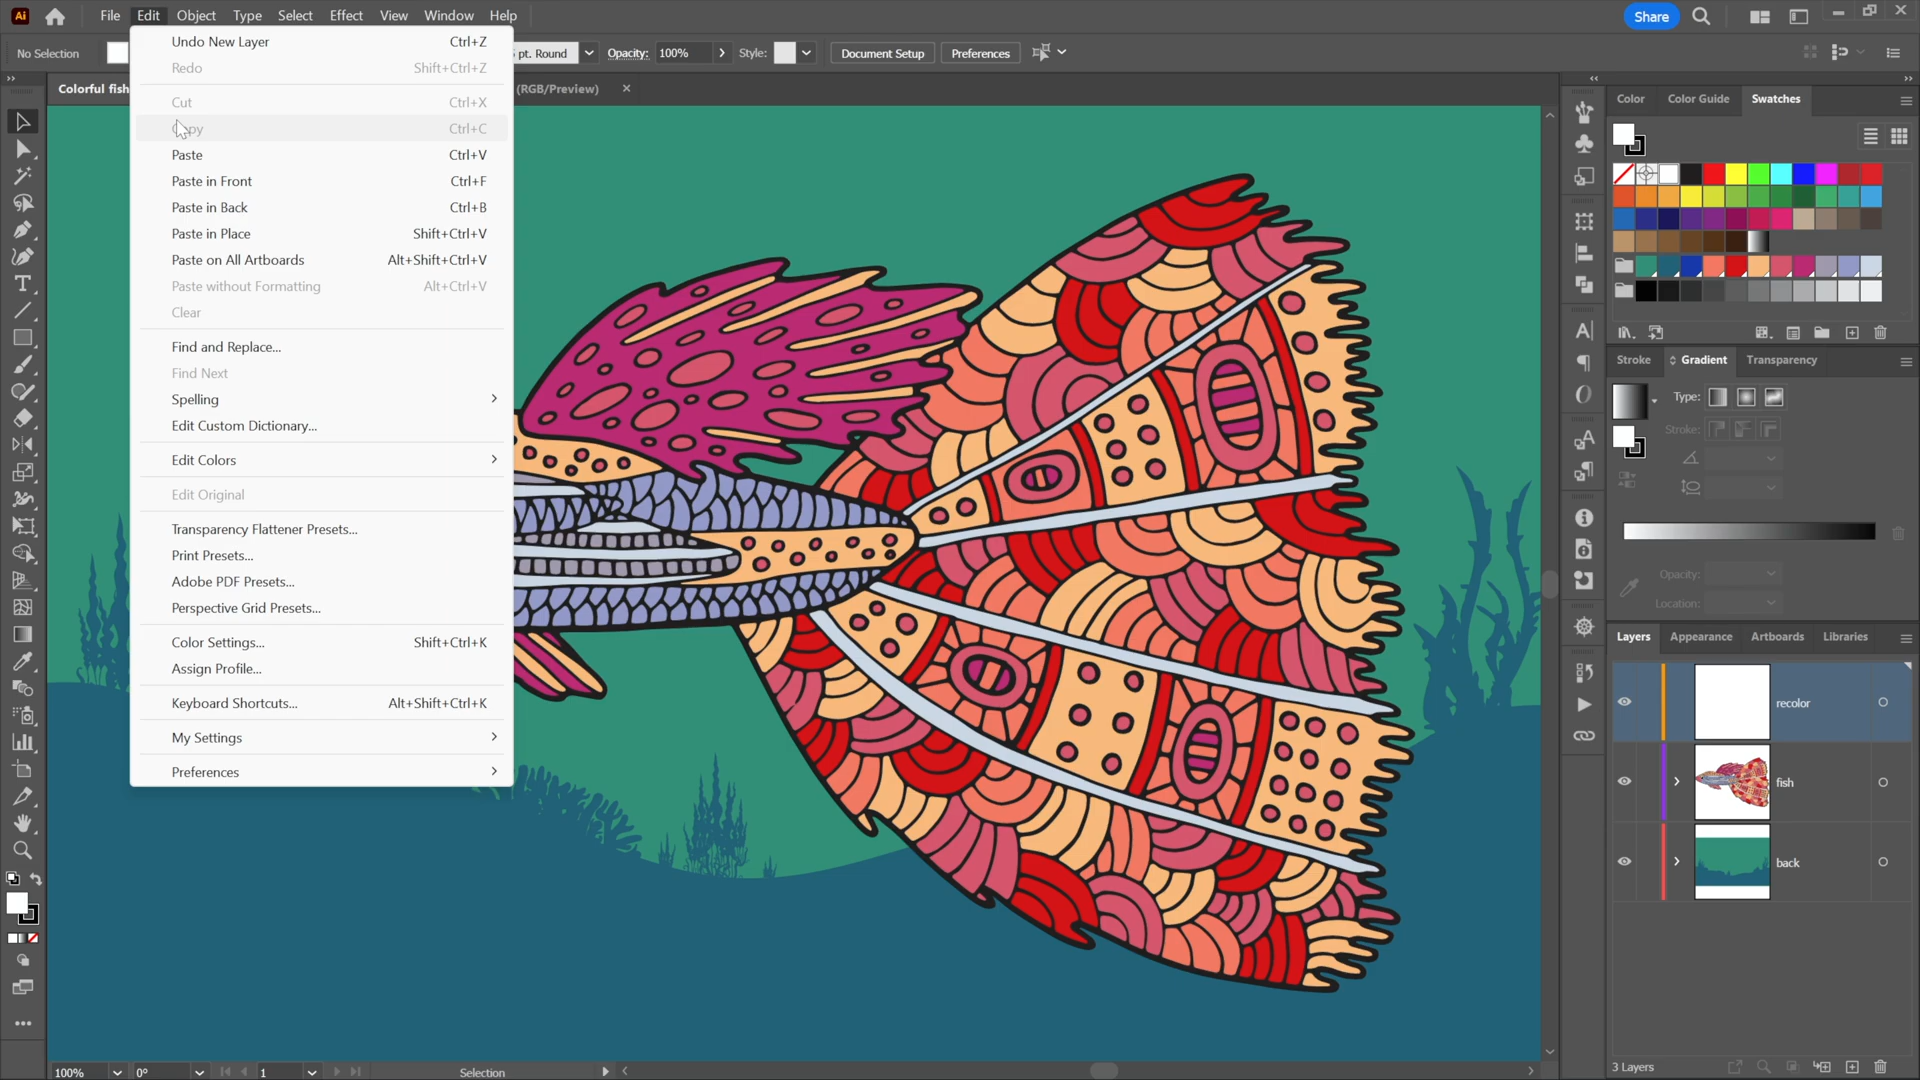 Ai
File Edit Object Type Select Effect View Window Help
Share
No Selection
pt. Round
Opacity: 100%
Style:
Document Setup
Preferences
Colorful fish
(RGB/Preview)
Undo New Layer Ctrl+Z
Redo Shift+Ctrl+Z
Cut Ctrl+X
Copy Ctrl+C
Paste Ctrl+V
Paste in Front Ctrl+F
Paste in Back Ctrl+B
Paste in Place Shift+Ctrl+V
Paste on All Artboards Alt+Shift+Ctrl+V
Paste without Formatting Alt+Ctrl+V
Clear
Find and Replace...
Find Next
Spelling
Edit Custom Dictionary...
Edit Colors
Edit Original
Transparency Flattener Presets...
Print Presets...
Adobe PDF Presets...
Perspective Grid Presets...
Color Settings... Shift+Ctrl+K
Assign Profile...
Keyboard Shortcuts... Alt+Shift+Ctrl+K
My Settings
Preferences
Color Color Guide Swatches
Stroke Gradient Transparency
Type:
Stroke:
Opacity:
Location:
Layers Appearance Artboards Libraries
recolor
fish
back
3 Layers
100% 0° 1 Selection